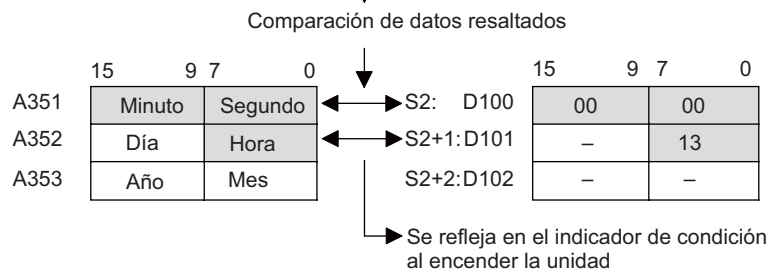 Comparación de datos resaltados
15 9 7 0 15 9 7 0
A351 Minuto Segundo S2: D100 00 00
A352 Día Hora S2+1:D101 – 13
A353 Año Mes S2+2:D102 – –
Se refleja en el indicador de condición
al encender la unidad